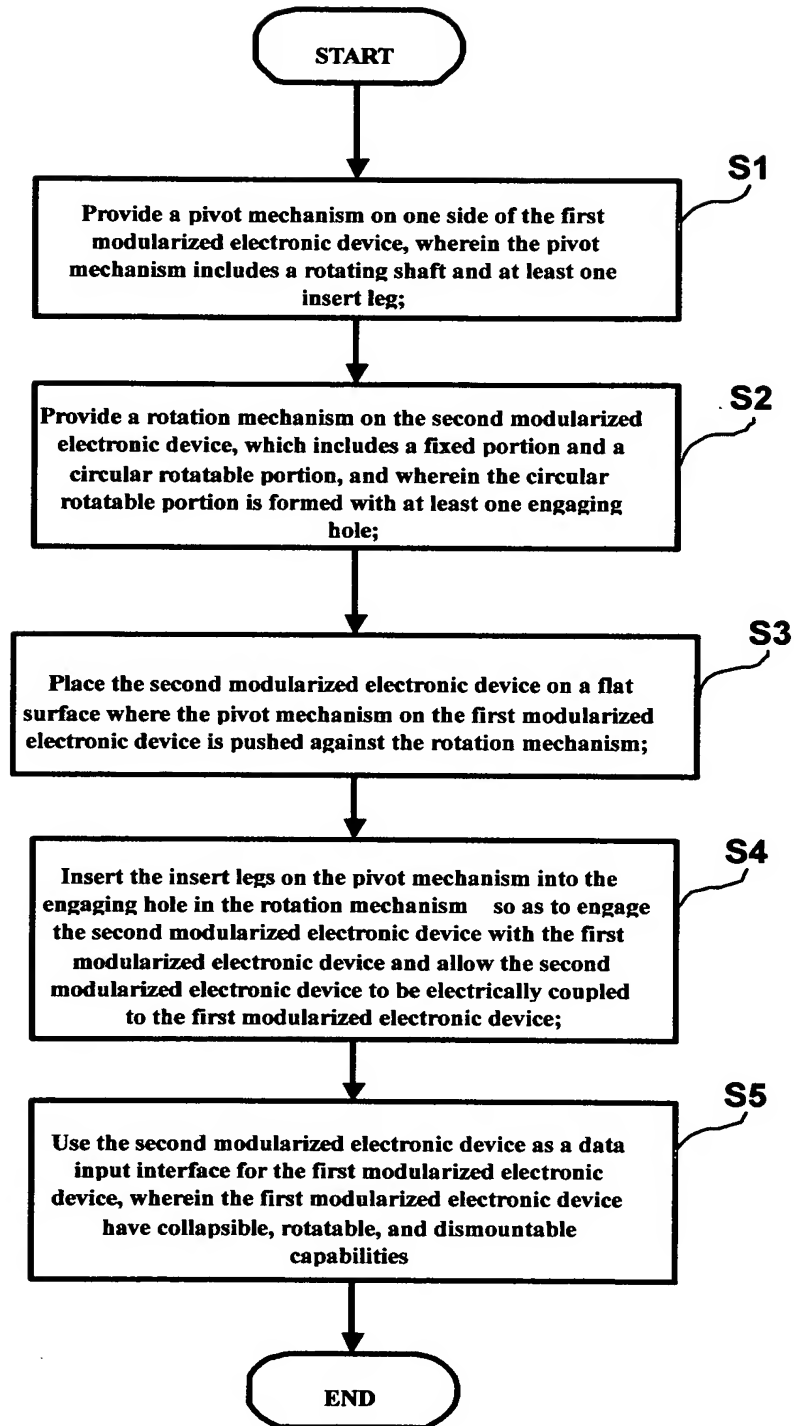 START
S1
Provide a pivot mechanism on one side of the first
modularized electronic device, wherein the pivot
mechanism includes a rotating shaft and at least one
insert leg;
S2
Provide a rotation mechanism on the second modularized
electronic device, which includes a fixed portion and a
circular rotatable portion, and wherein the circular
rotatable portion is formed with at least one engaging
hole;
S3
Place the second modularized electronic device on a flat
surface where the pivot mechanism on the first modularized
electronic device is pushed against the rotation mechanism;
S4
Insert the insert legs on the pivot mechanism into the
engaging hole in the rotation mechanism so as to engage
the second modularized electronic device with the first
modularized electronic device and allow the second
modularized electronic device to be electrically coupled
to the first modularized electronic device;
S5
Use the second modularized electronic device as a data
input interface for the first modularized electronic
device, wherein the first modularized electronic device
have collapsible, rotatable, and dismountable
capabilities
END